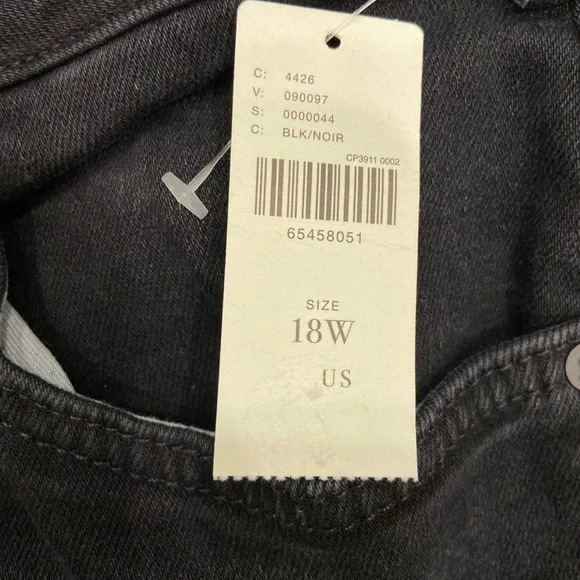 C: 4426
V: 090097
S: 0000044
C: BLK/NOIR
CP3911 0002
65458051
SIZE
18W
US